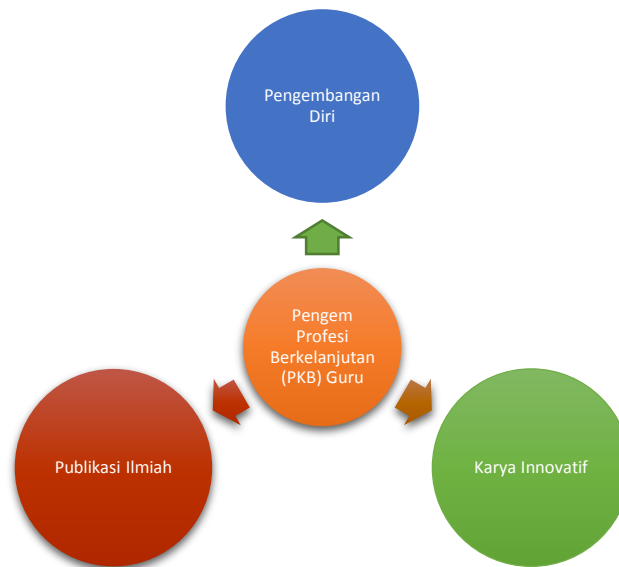 Pengembangan
Diri
Pengem
Profesi
Berkelanjutan
(PKB) Guru
Publikasi Ilmiah
Karya Innovatif